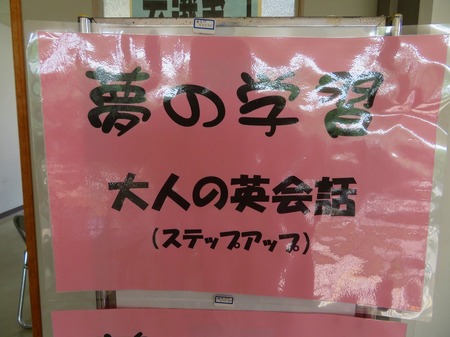 夢の学習
大人の英会話
(ステップアップ)